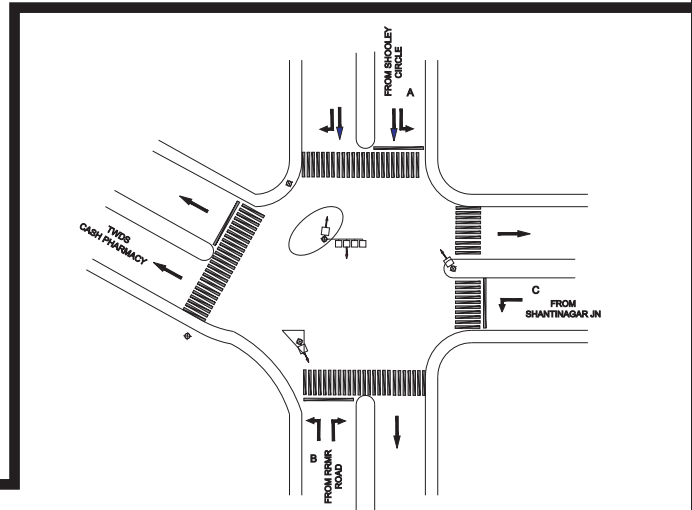 FROM SHOOLEY
CIRCLE
A
TWDS
CASH PHARMACY
C
FROM
SHANTINAGAR JN
B
FROM RRMR
ROAD